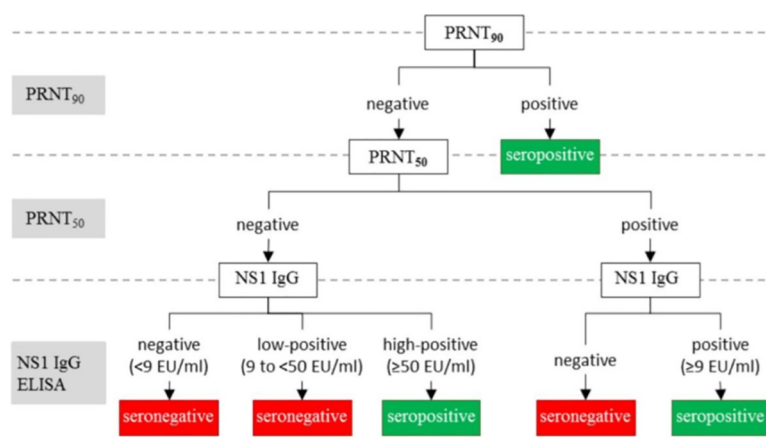 PRNT₉₀
PRNT₉₀
negative
positive
PRNT₅₀
seropositive
PRNT₅₀
negative
positive
NS1 IgG
NS1 IgG
NS1 IgG
ELISA
negative
(<9 EU/ml)
low-positive
(9 to <50 EU/ml)
high-positive
(≥50 EU/ml)
negative
positive
(≥9 EU/ml)
seronegative
seronegative
seropositive
seronegative
seropositive